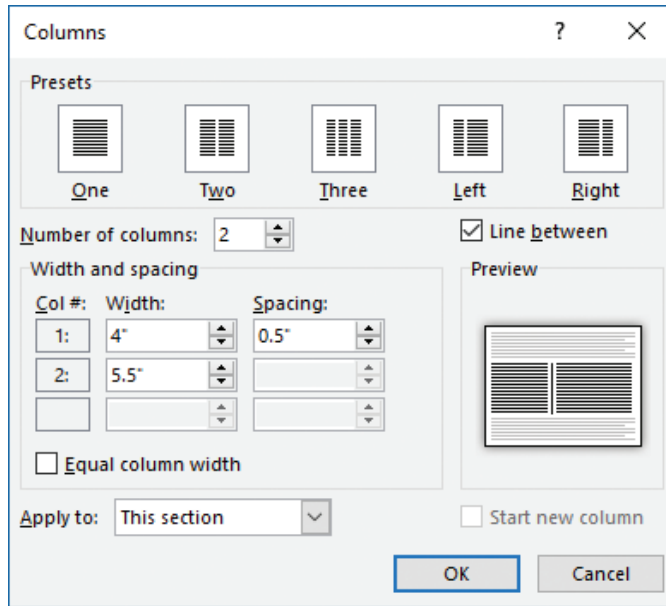 Columns ?
Presets
One Two Three Left Right
Number of columns: 2 Line between
Width and spacing Preview
Col #: Width: Spacing:
1: 4" 0.5"
2: 5.5"
Equal column width
Apply to: This section Start new column
OK Cancel